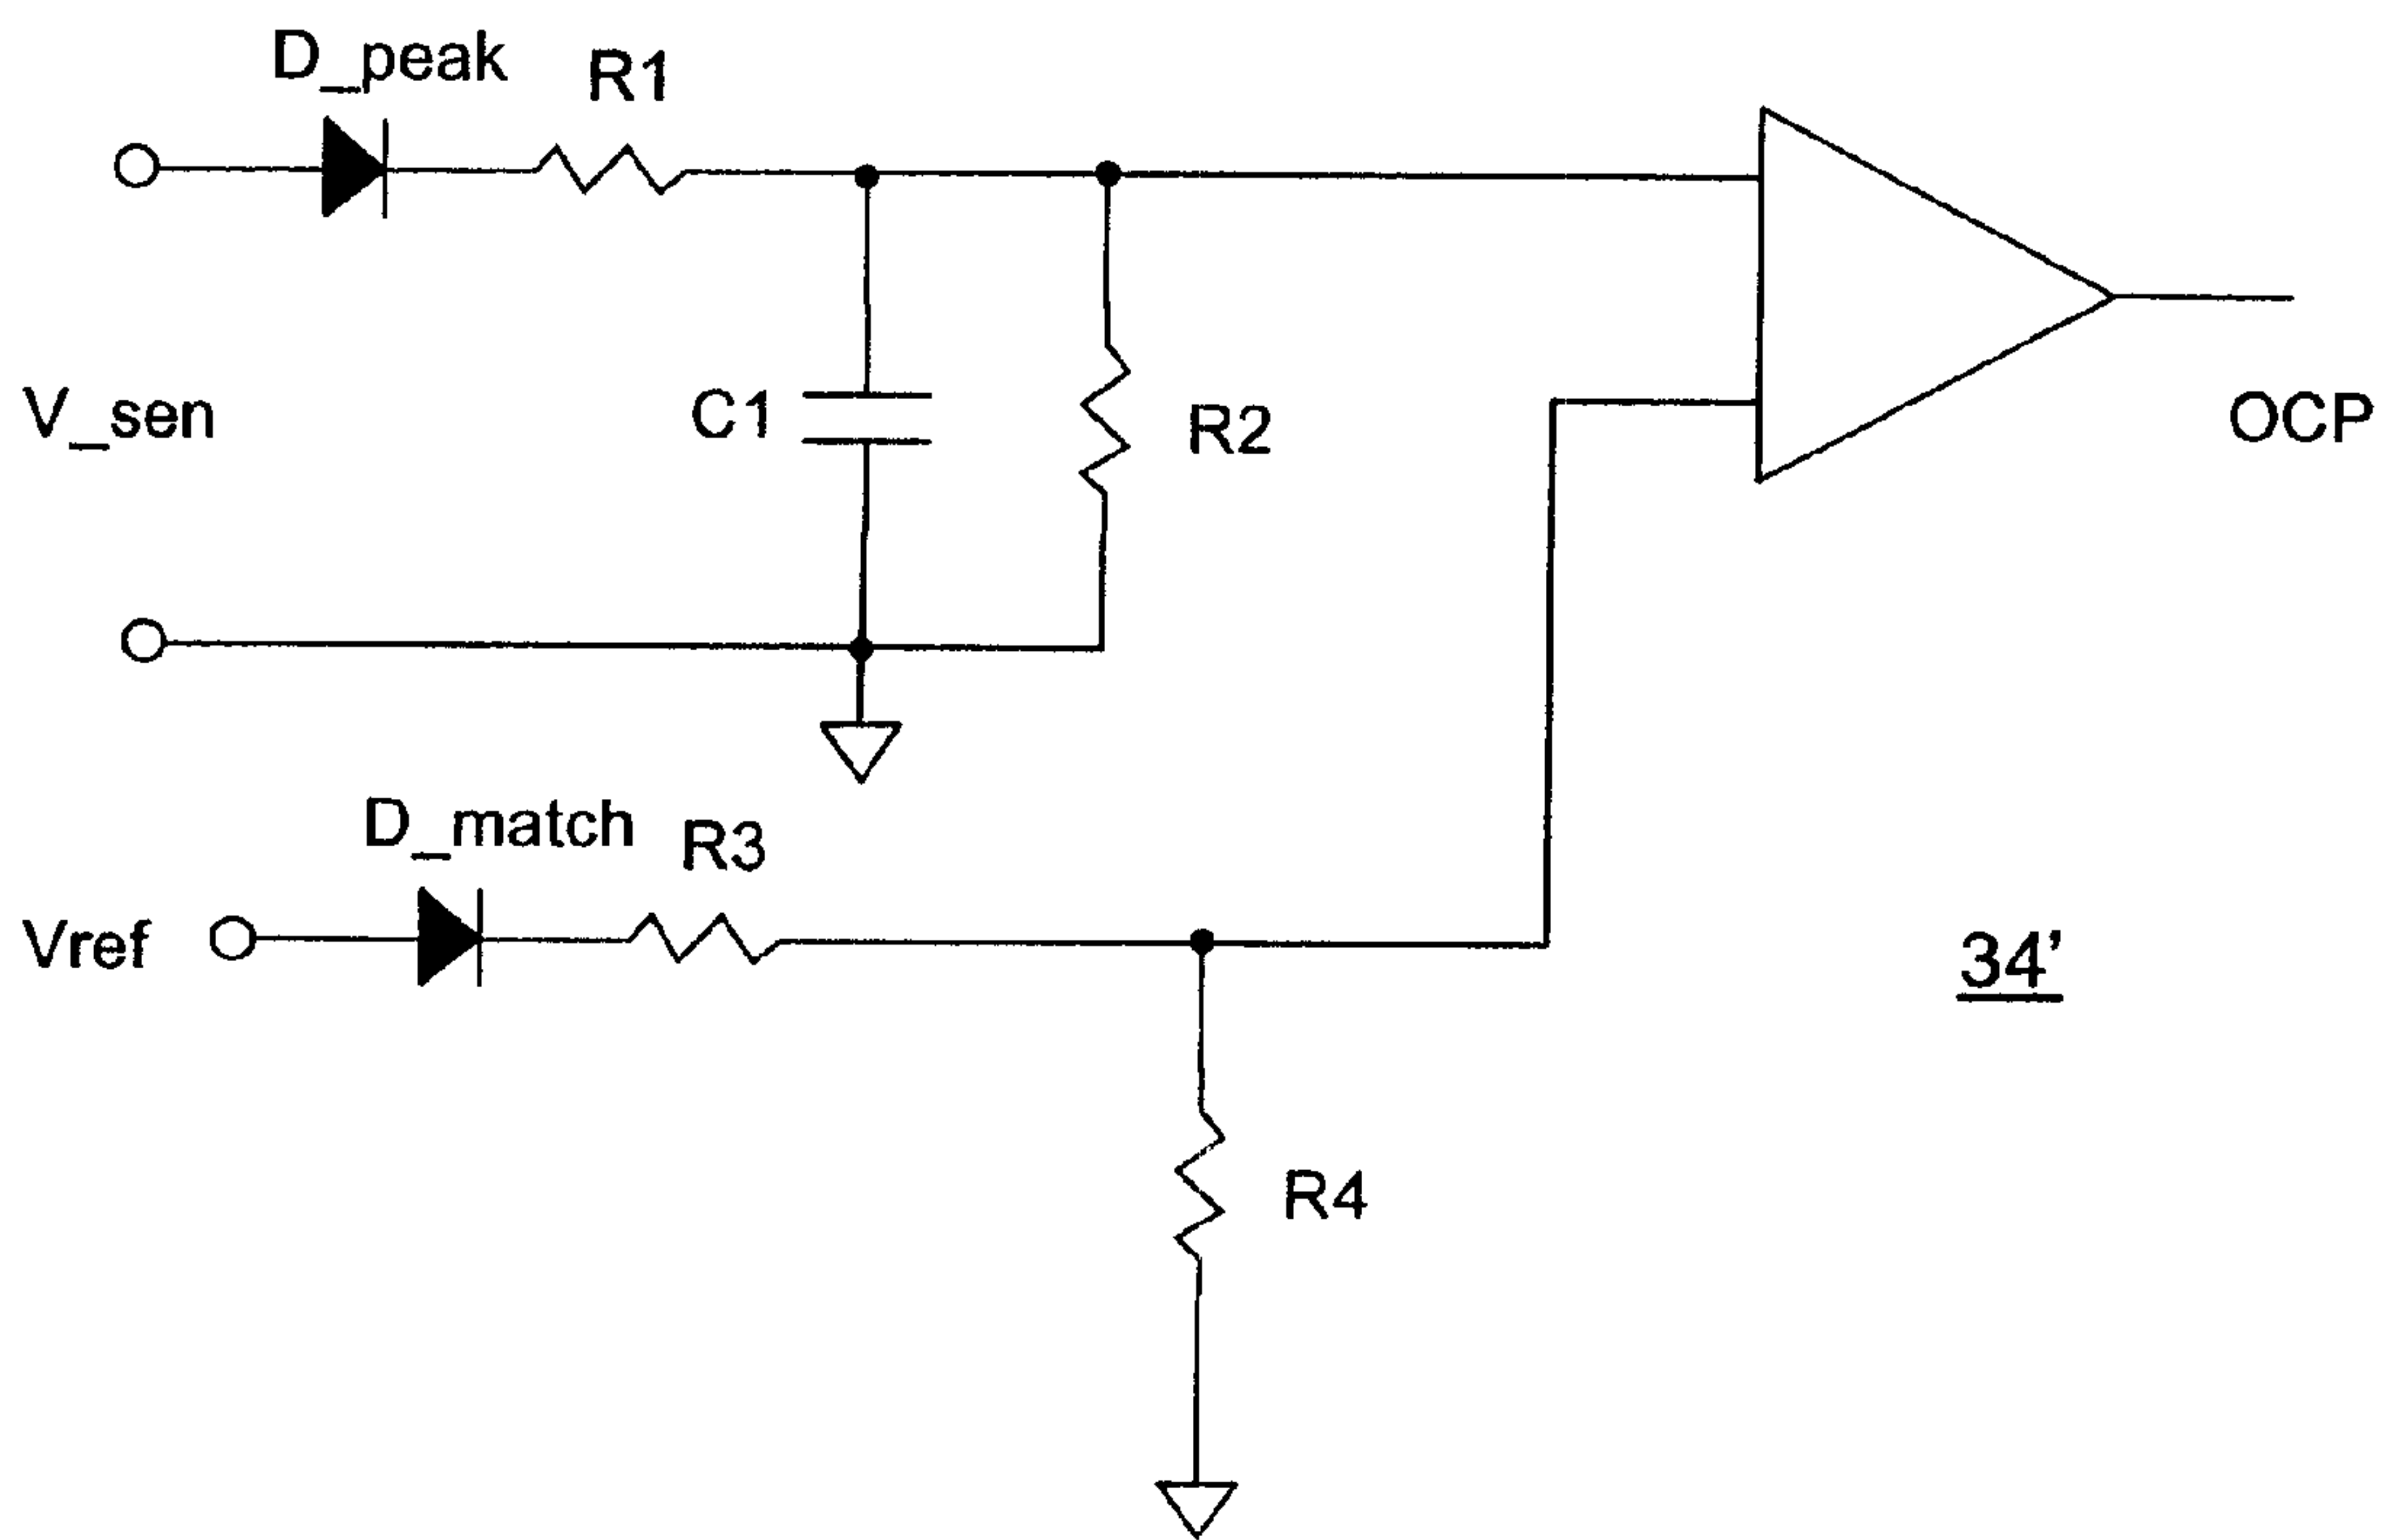 D_peak
R1
V_sen
C1
R2
OCP
D_match
R3
Vref
34’
R4